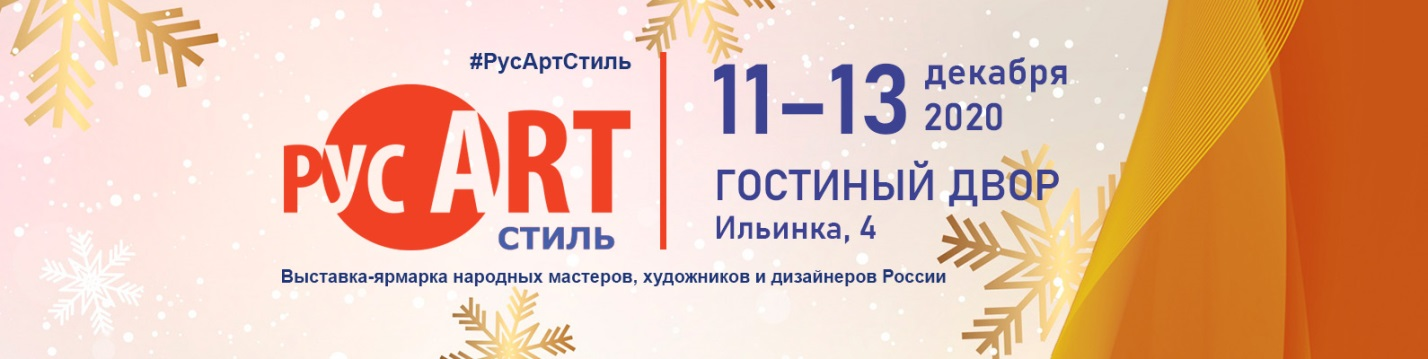 #РусАртСтиль
РУС ART
СТИЛЬ
11–13 декабря
2020
ГОСТИНЫЙ ДВОР
Ильинка, 4
Выставка-ярмарка народных мастеров, художников и дизайнеров России